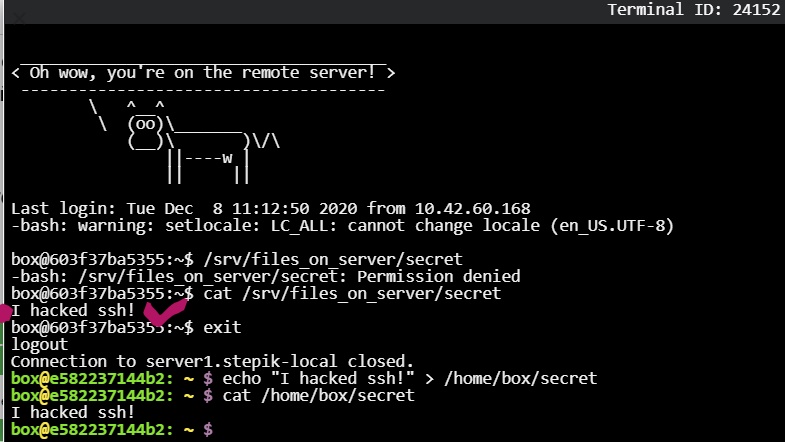 Terminal ID: 24152
 _____________________________________
< Oh wow, you're on the remote server! >
 -------------------------------------
        \   ^__^
         \  (oo)\_______
            (__)\       )\/\
                ||----w |
                ||     ||
Last login: Tue Dec  8 11:12:50 2020 from 10.42.60.168
-bash: warning: setlocale: LC_ALL: cannot change locale (en_US.UTF-8)
box@603f37ba5355:~$ /srv/files_on_server/secret
-bash: /srv/files_on_server/secret: Permission denied
box@603f37ba5355:~$ cat /srv/files_on_server/secret
I hacked ssh!
box@603f37ba5355:~$ exit
logout
Connection to server1.stepik-local closed.
box@e582237144b2: ~ $ echo "I hacked ssh!" > /home/box/secret
box@e582237144b2: ~ $ cat /home/box/secret
I hacked ssh!
box@e582237144b2: ~ $